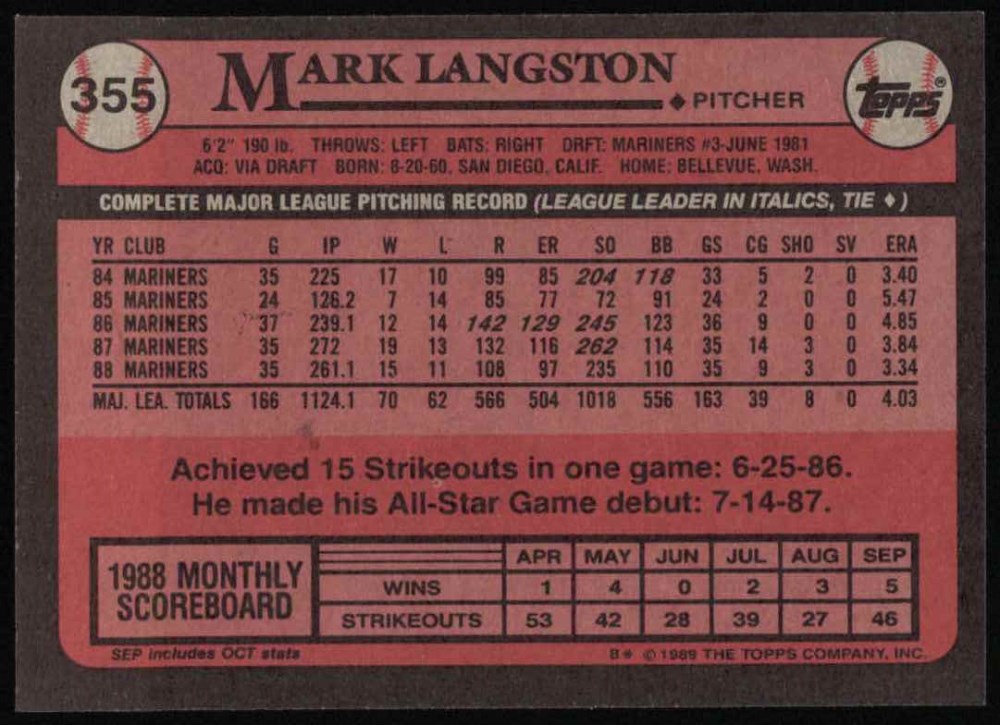 355
MARK LANGSTON
♦ PITCHER
TOPPS®
6'2" 190 lb. THROWS: LEFT BATS: RIGHT DRFT: MARINERS #3-JUNE 1981
ACQ: VIA DRAFT BORN: 8-20-60, SAN DIEGO, CALIF. HOME: BELLEVUE, WASH.
COMPLETE MAJOR LEAGUE PITCHING RECORD (LEAGUE LEADER IN ITALICS, TIE ♦)
YR CLUB G IP W L R ER SO BB GS CG SHO SV ERA
84 MARINERS 35 225 17 10 99 85 204 118 33 5 2 0 3.40
85 MARINERS 24 126.2 7 14 85 77 72 91 24 2 0 0 5.47
86 MARINERS 37 239.1 12 14 142 129 245 123 36 9 0 0 4.85
87 MARINERS 35 272 19 13 132 116 262 114 35 14 3 0 3.84
88 MARINERS 35 261.1 15 11 108 97 235 110 35 9 3 0 3.34
MAJ. LEA. TOTALS 166 1124.1 70 62 566 504 1018 556 163 39 8 0 4.03
Achieved 15 Strikeouts in one game: 6-25-86.
He made his All-Star Game debut: 7-14-87.
1988 MONTHLY
SCOREBOARD
APR MAY JUN JUL AUG SEP
WINS 1 4 0 2 3 5
STRIKEOUTS 53 42 28 39 27 46
SEP includes OCT stats
B* © 1989 THE TOPPS COMPANY, INC.